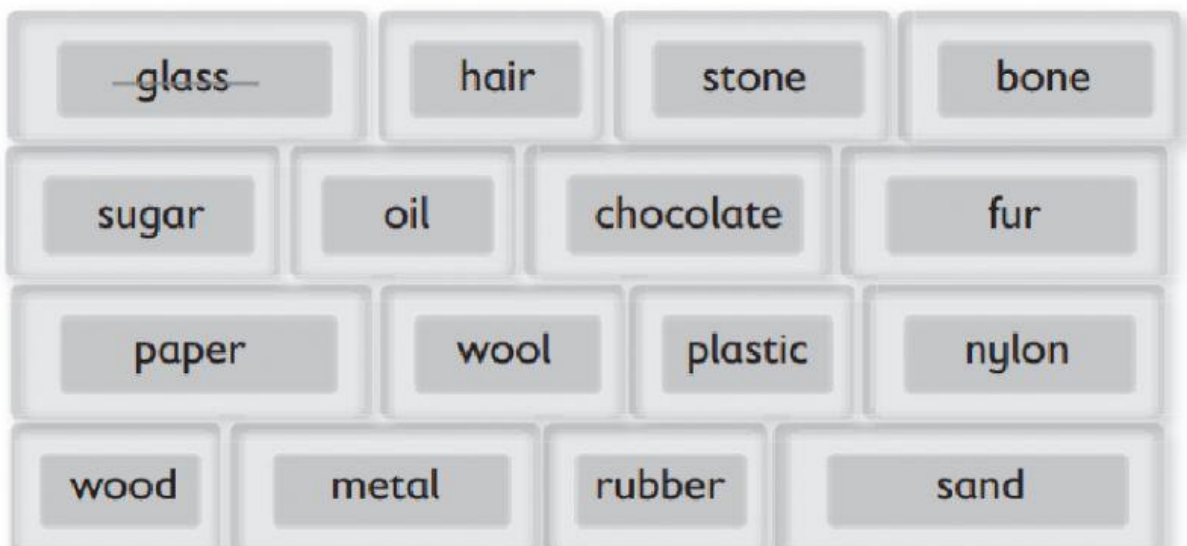 glass hair stone bone
sugar oil chocolate fur
paper wool plastic nylon
wood metal rubber sand